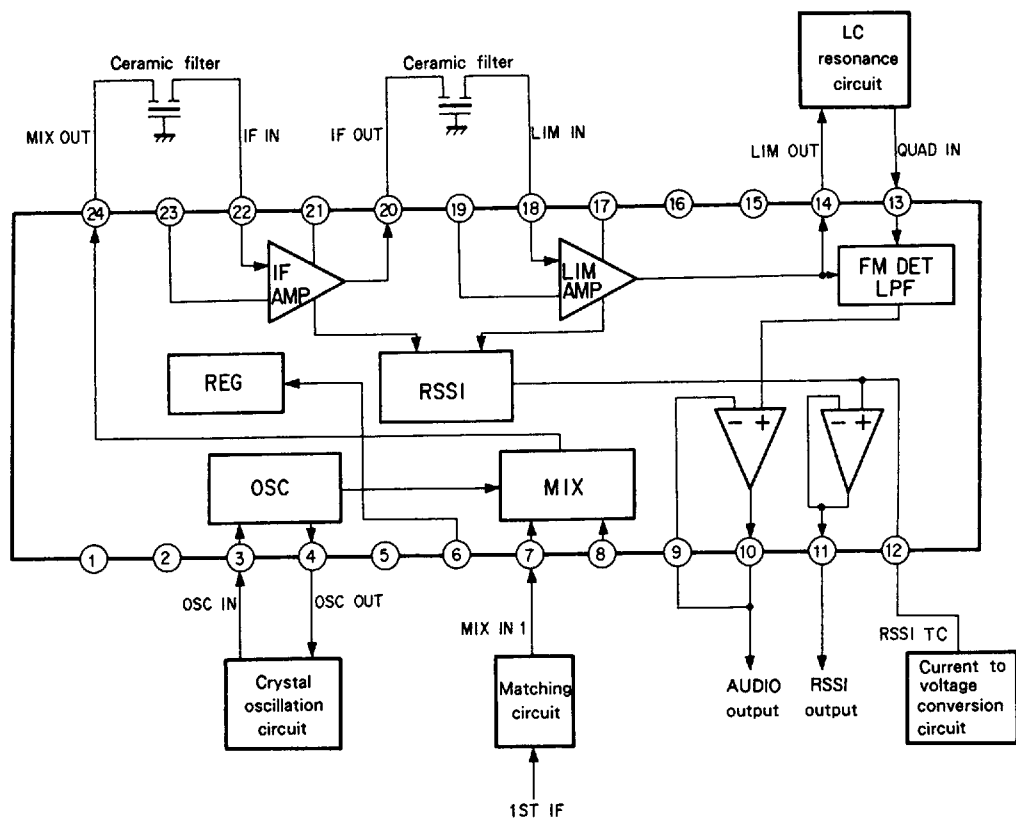 LC
resonance
circuit
Ceramic filter
Ceramic filter
MIX OUT
IF IN
IF OUT
LIM IN
LIM OUT
QUAD IN
24
23
22
21
20
19
18
17
16
15
14
13
IF
AMP
LIM
AMP
FM DET
LPF
REG
RSSI
- +
- +
OSC
MIX
1
2
3
4
5
6
7
8
9
10
11
12
OSC IN
OSC OUT
MIX IN 1
RSSI TC
Crystal
oscillation
circuit
Matching
circuit
AUDIO
output
RSSI
output
Current to
voltage
conversion
circuit
1ST IF